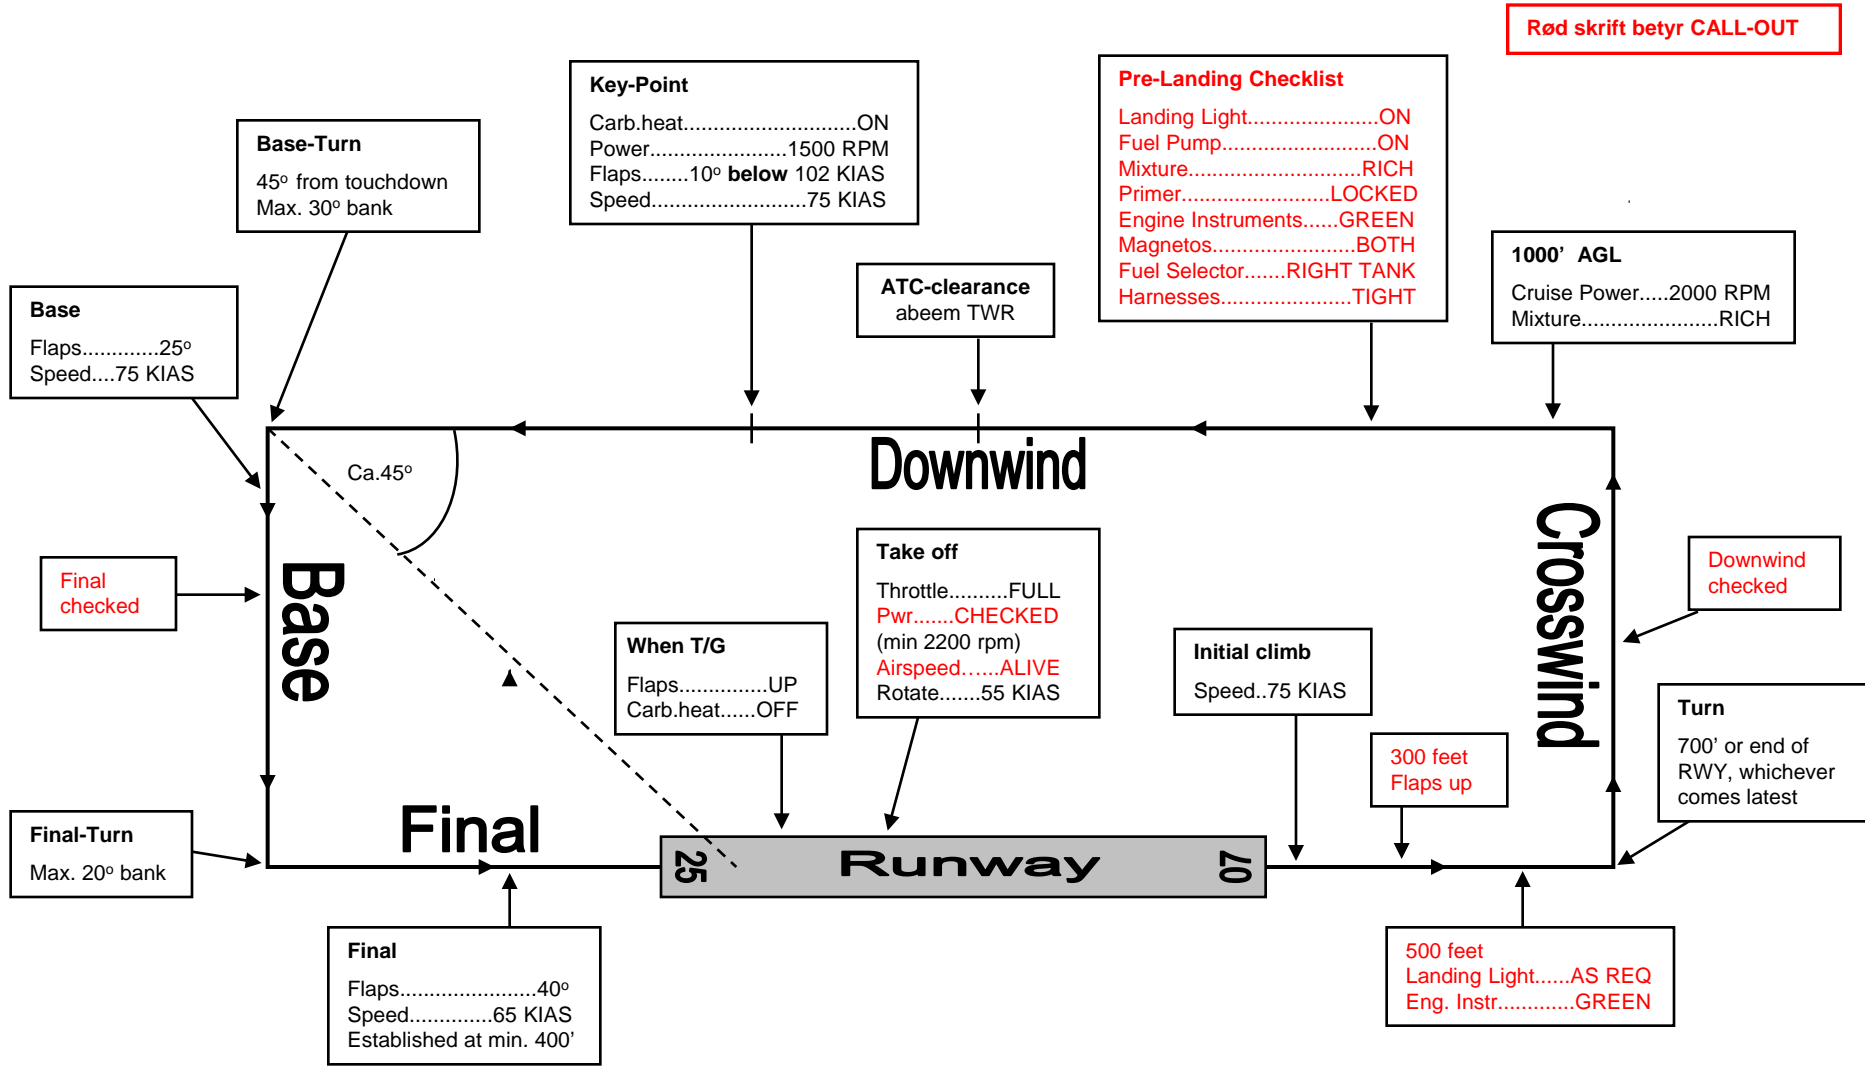 Rød skrift betyr CALL-OUT
Key-Point
Carb.heat.............................ON
Power.......................1500 RPM
Flaps........10º below 102 KIAS
Speed..........................75 KIAS
Pre-Landing Checklist
Landing Light......................ON
Fuel Pump..........................ON
Mixture.............................RICH
Primer.........................LOCKED
Engine Instruments......GREEN
Magnetos........................BOTH
Fuel Selector.......RIGHT TANK
Harnesses......................TIGHT
Base-Turn
45º from touchdown
Max. 30º bank
ATC-clearance
abeem TWR
1000’ AGL
Cruise Power.....2000 RPM
Mixture.......................RICH
Base
Flaps.............25º
Speed....75 KIAS
Downwind
Ca.45º
Crosswind
Base
Final
checked
Take off
Throttle..........FULL
Pwr.......CHECKED
(min 2200 rpm)
Airspeed…...ALIVE
Rotate.......55 KIAS
Downwind
checked
When T/G
Flaps...............UP
Carb.heat......OFF
Initial climb
Speed..75 KIAS
Turn
700’ or end of
RWY, whichever
comes latest
300 feet
Flaps up
Final-Turn
Max. 20º bank
Final
25
Runway
07
Final
Flaps.......................40º
Speed..............65 KIAS
Established at min. 400’
500 feet
Landing Light......AS REQ
Eng. Instr.............GREEN